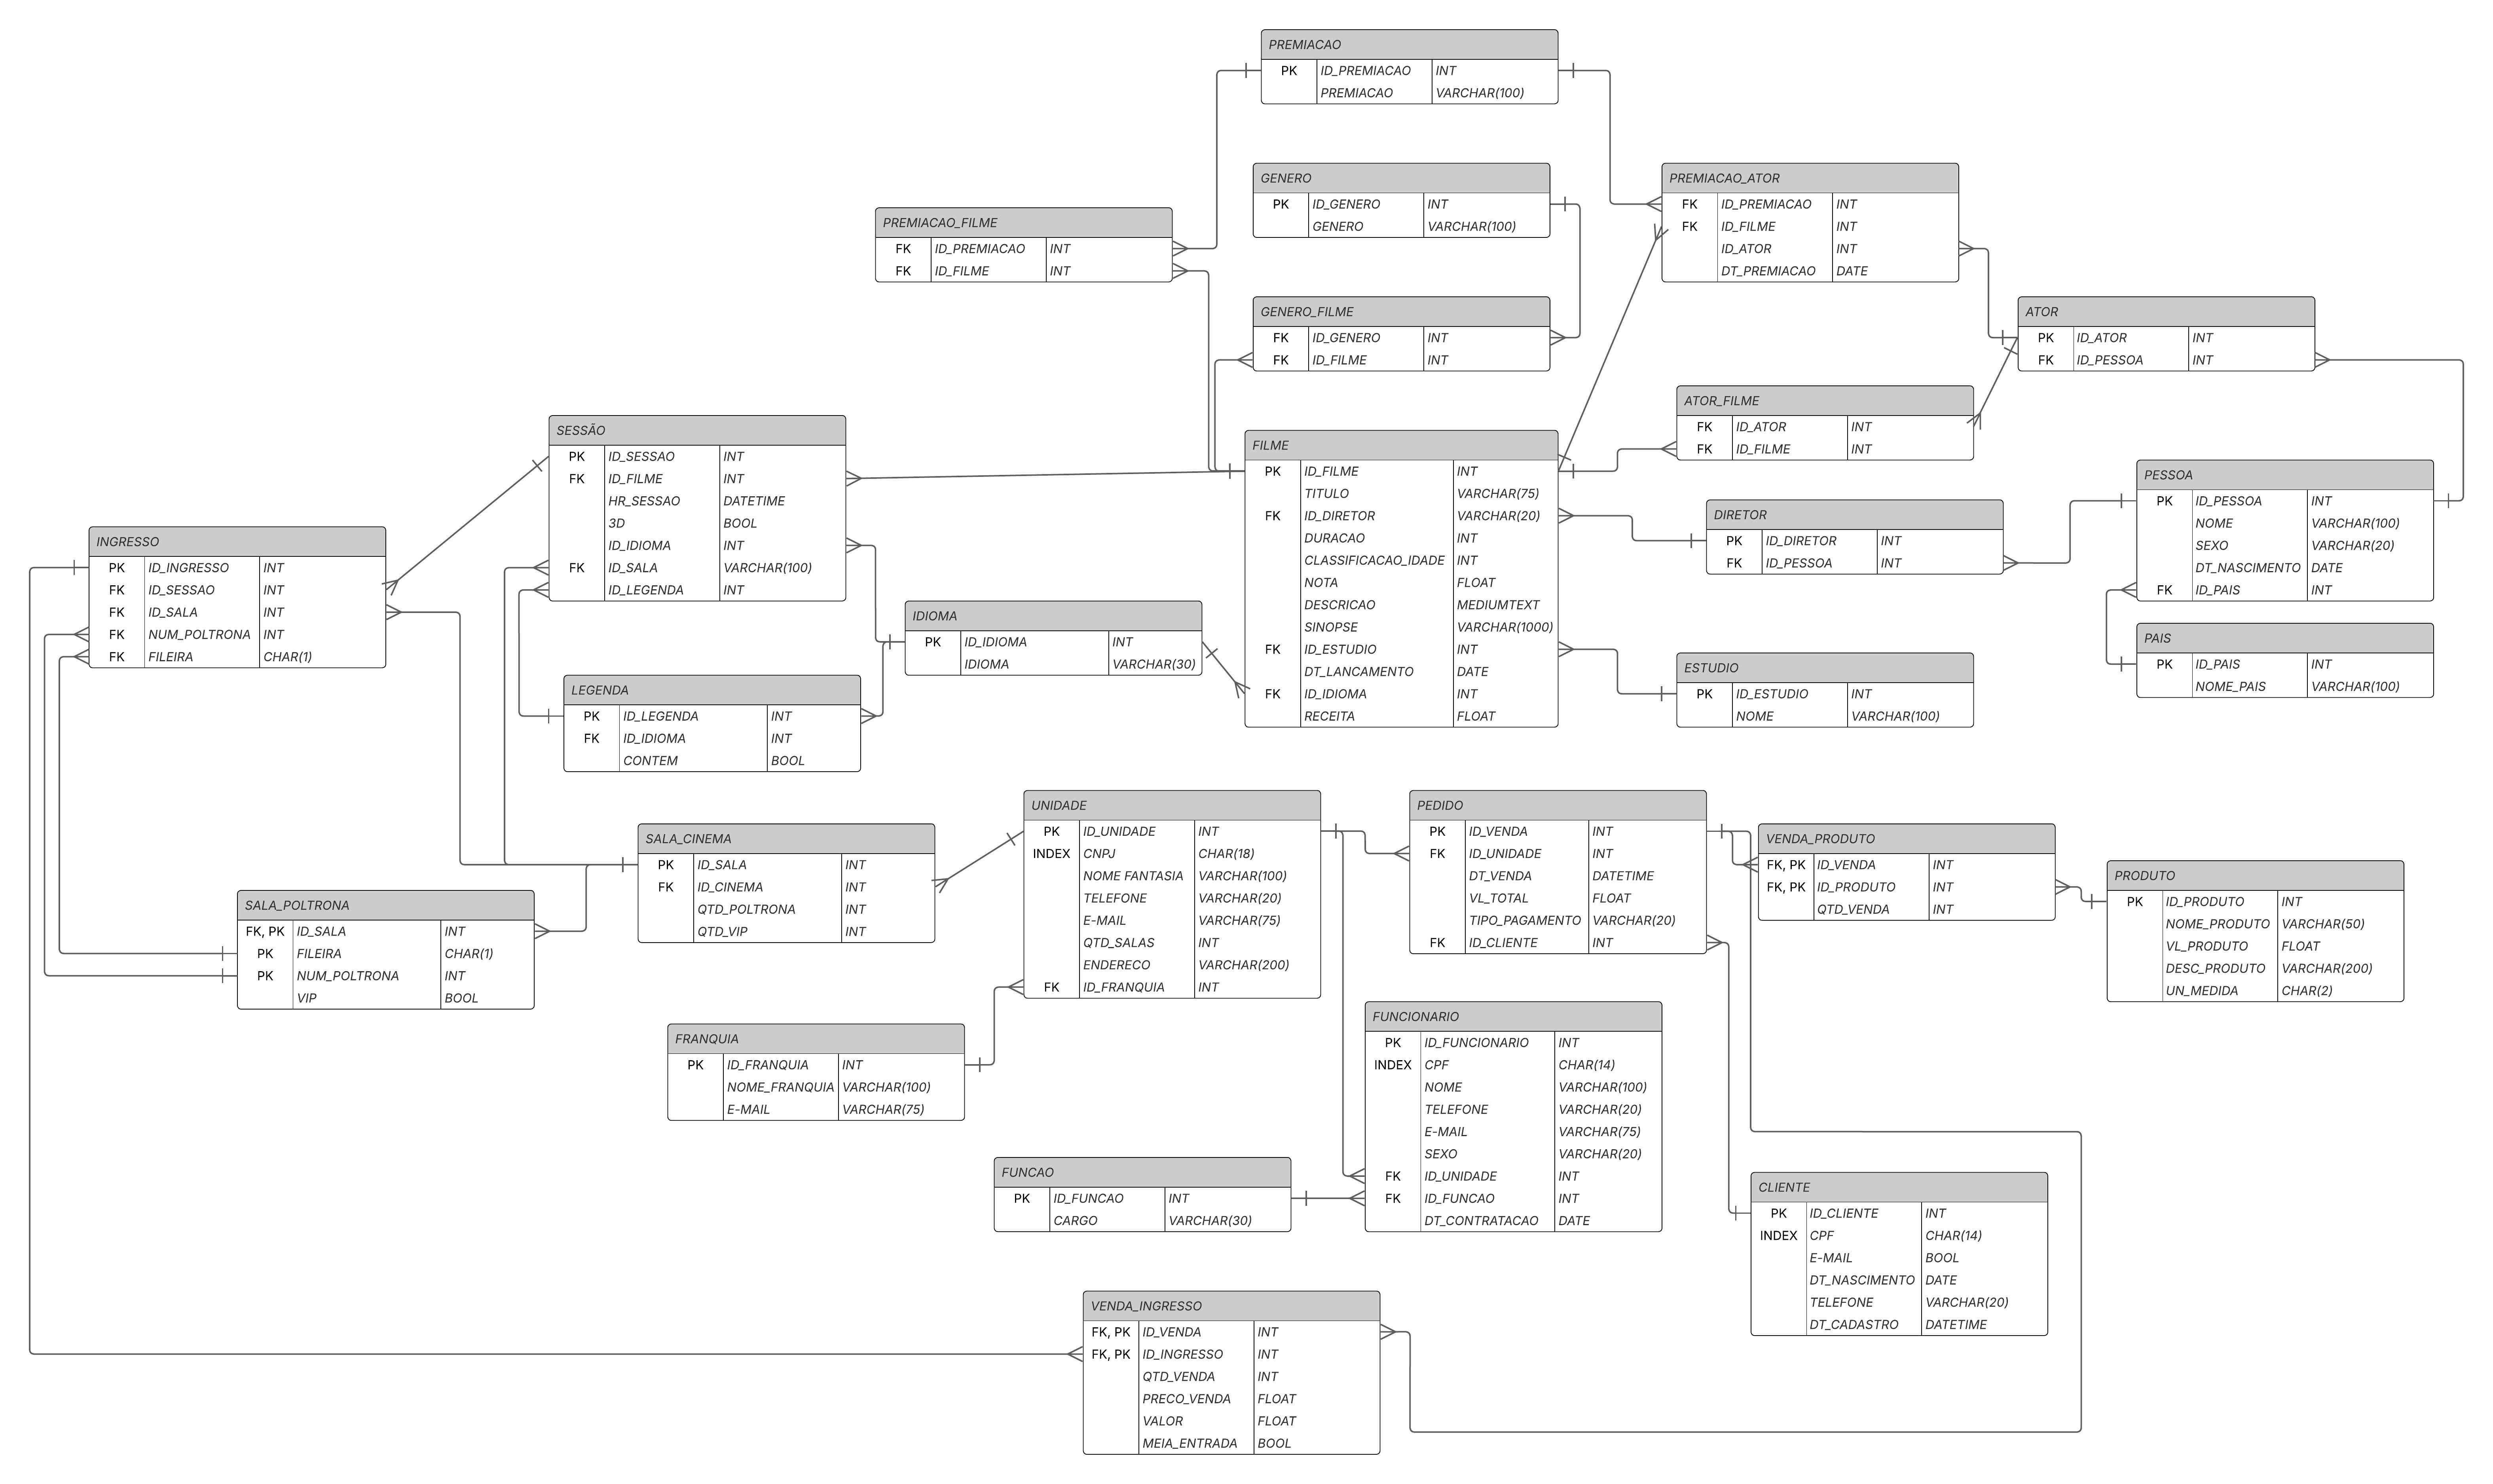 PREMIACAO
PK ID_PREMIACAO INT
PREMIACAO VARCHAR(100)
GENERO
PK ID_GENERO INT
GENERO VARCHAR(100)
PREMIACAO_ATOR
FK ID_PREMIACAO INT
FK ID_FILME INT
ID_ATOR INT
DT_PREMIACAO DATE
PREMIACAO_FILME
FK ID_PREMIACAO INT
FK ID_FILME INT
GENERO_FILME
FK ID_GENERO INT
FK ID_FILME INT
ATOR
PK ID_ATOR INT
FK ID_PESSOA INT
ATOR_FILME
FK ID_ATOR INT
FK ID_FILME INT
SESSÃO
PK ID_SESSAO INT
FK ID_FILME INT
HR_SESSAO DATETIME
3D BOOL
ID_IDIOMA INT
FK ID_SALA VARCHAR(100)
ID_LEGENDA INT
FILME
PK ID_FILME INT
TITULO VARCHAR(75)
FK ID_DIRETOR VARCHAR(20)
DURACAO INT
CLASSIFICACAO_IDADE INT
NOTA FLOAT
DESCRICAO MEDIUMTEXT
SINOPSE VARCHAR(1000)
FK ID_ESTUDIO INT
DT_LANCAMENTO DATE
FK ID_IDIOMA INT
RECEITA FLOAT
PESSOA
PK ID_PESSOA INT
NOME VARCHAR(100)
SEXO VARCHAR(20)
DT_NASCIMENTO DATE
FK ID_PAIS INT
DIRETOR
PK ID_DIRETOR INT
FK ID_PESSOA INT
INGRESSO
PK ID_INGRESSO INT
FK ID_SESSAO INT
FK ID_SALA INT
FK NUM_POLTRONA INT
FK FILEIRA CHAR(1)
IDIOMA
PK ID_IDIOMA INT
IDIOMA VARCHAR(30)
PAIS
PK ID_PAIS INT
NOME_PAIS VARCHAR(100)
ESTUDIO
PK ID_ESTUDIO INT
NOME VARCHAR(100)
LEGENDA
PK ID_LEGENDA INT
FK ID_IDIOMA INT
CONTEM BOOL
UNIDADE
PK ID_UNIDADE INT
INDEX CNPJ CHAR(18)
NOME FANTASIA VARCHAR(100)
TELEFONE VARCHAR(20)
E-MAIL VARCHAR(75)
QTD_SALAS INT
ENDERECO VARCHAR(200)
FK ID_FRANQUIA INT
PEDIDO
PK ID_VENDA INT
FK ID_UNIDADE INT
DT_VENDA DATETIME
VL_TOTAL FLOAT
TIPO_PAGAMENTO VARCHAR(20)
FK ID_CLIENTE INT
SALA_CINEMA
PK ID_SALA INT
FK ID_CINEMA INT
QTD_POLTRONA INT
QTD_VIP INT
VENDA_PRODUTO
FK, PK ID_VENDA INT
FK, PK ID_PRODUTO INT
QTD_VENDA INT
PRODUTO
PK ID_PRODUTO INT
NOME_PRODUTO VARCHAR(50)
VL_PRODUTO FLOAT
DESC_PRODUTO VARCHAR(200)
UN_MEDIDA CHAR(2)
SALA_POLTRONA
FK, PK ID_SALA INT
PK FILEIRA CHAR(1)
PK NUM_POLTRONA INT
VIP BOOL
FUNCIONARIO
PK ID_FUNCIONARIO INT
INDEX CPF CHAR(14)
NOME VARCHAR(100)
TELEFONE VARCHAR(20)
E-MAIL VARCHAR(75)
SEXO VARCHAR(20)
FK ID_UNIDADE INT
FK ID_FUNCAO INT
DT_CONTRATACAO DATE
FRANQUIA
PK ID_FRANQUIA INT
NOME_FRANQUIA VARCHAR(100)
E-MAIL VARCHAR(75)
FUNCAO
PK ID_FUNCAO INT
CARGO VARCHAR(30)
CLIENTE
PK ID_CLIENTE INT
INDEX CPF CHAR(14)
E-MAIL BOOL
DT_NASCIMENTO DATE
TELEFONE VARCHAR(20)
DT_CADASTRO DATETIME
VENDA_INGRESSO
FK, PK ID_VENDA INT
FK, PK ID_INGRESSO INT
QTD_VENDA INT
PRECO_VENDA FLOAT
VALOR FLOAT
MEIA_ENTRADA BOOL